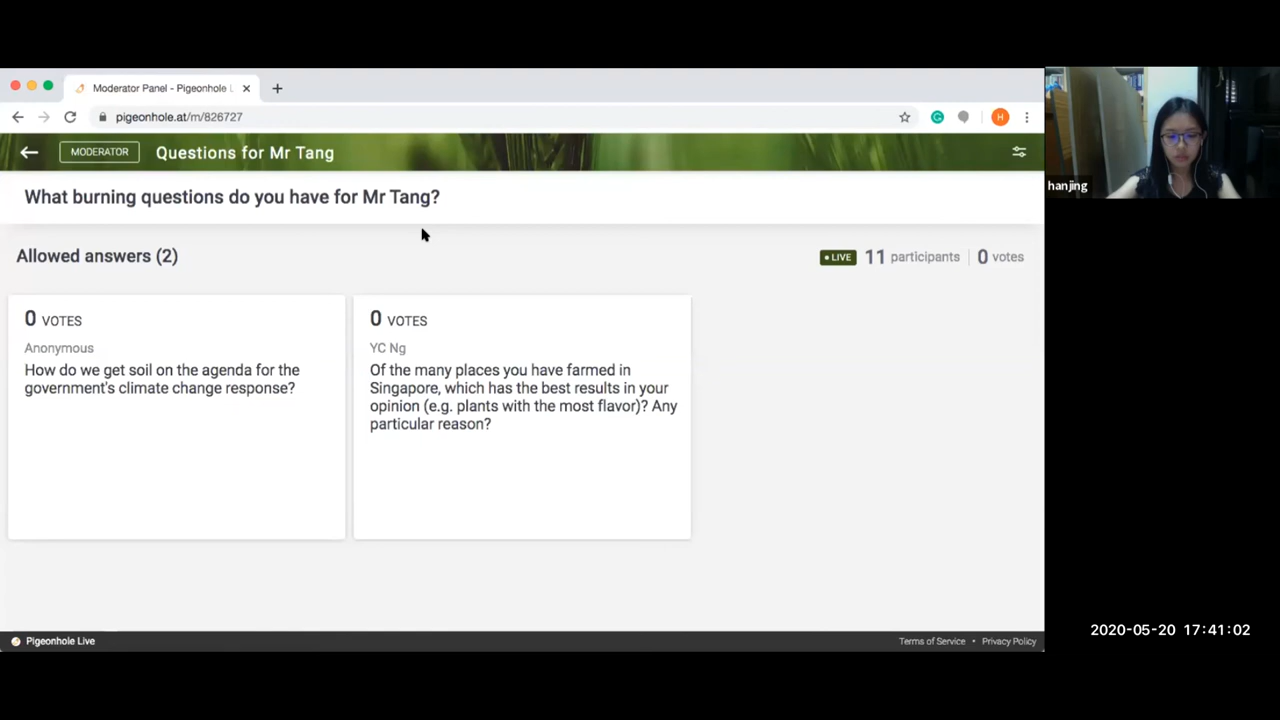 Moderator Panel - Pigeonhole L
pigeonhole.at/m/826727
H
MODERATOR
Questions for Mr Tang
What burning questions do you have for Mr Tang?
Allowed answers (2)
LIVE 11 participants 0 votes
0 VOTES
Anonymous
How do we get soil on the agenda for the
government's climate change response?
0 VOTES
YC Ng
Of the many places you have farmed in
Singapore, which has the best results in your
opinion (e.g. plants with the most flavor)? Any
particular reason?
Pigeonhole Live
Terms of Service • Privacy Policy
hanjing
2020-05-20 17:41:02